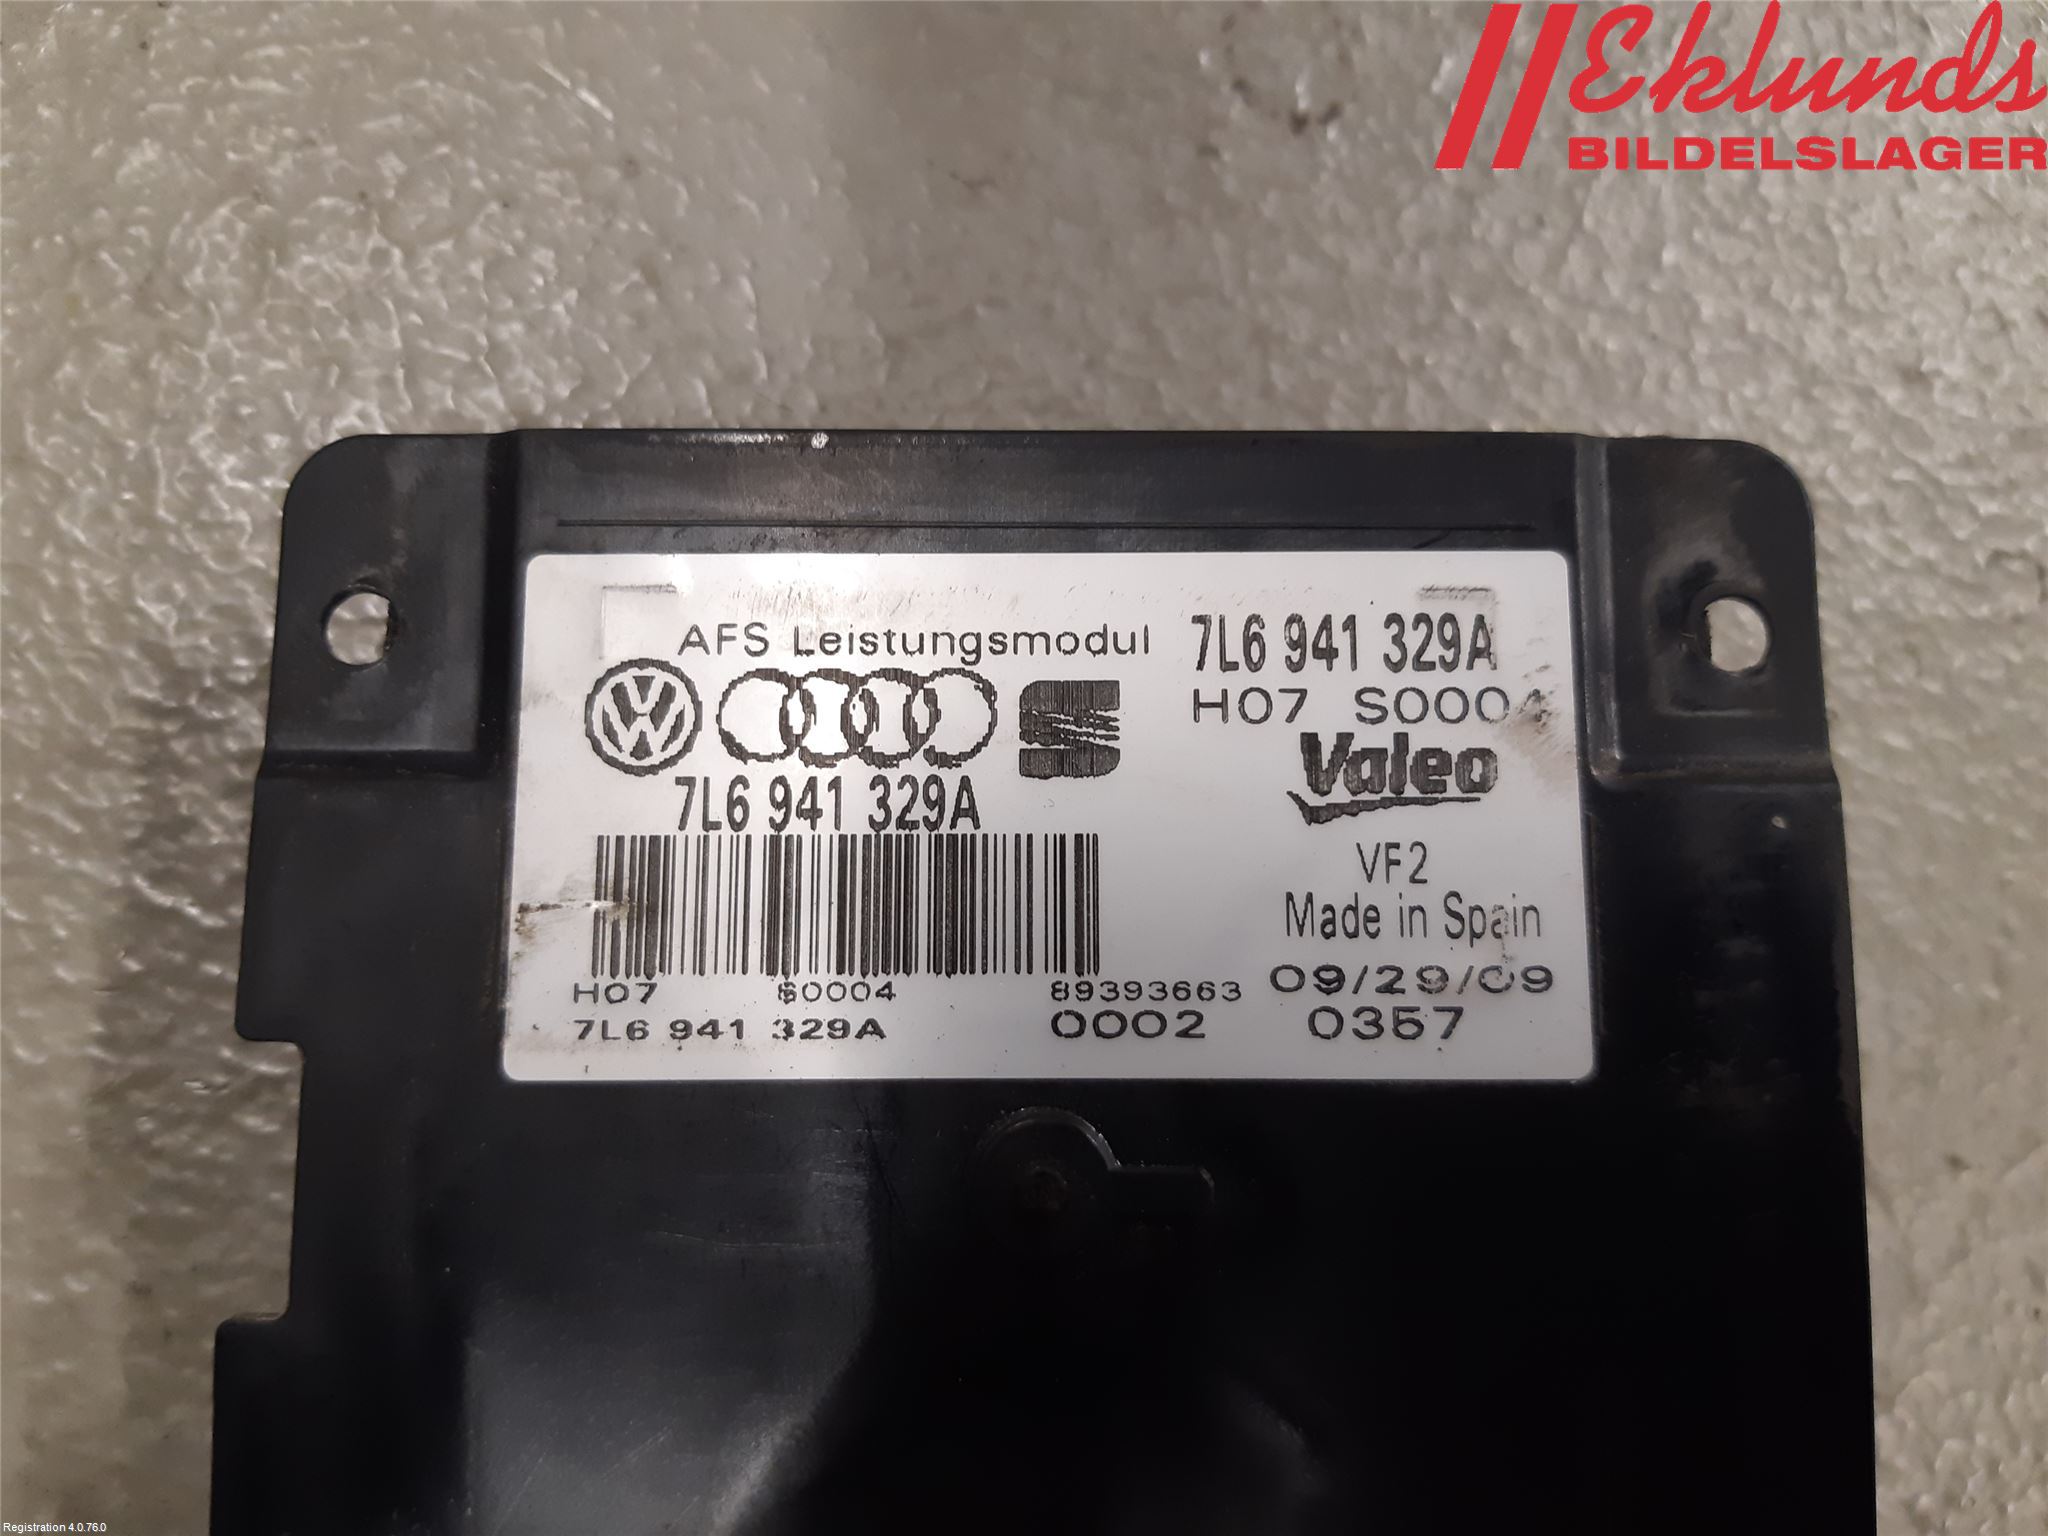 Eklunds
BILDELSLAGER
AFS Leistungsmodul
7L6 941 329A
H07 S0004
Valeo
7L6 941 329A
VF2
Made in Spain
H07 S0004 89393663
09/29/09
7L6 941 329A 0002
0357
Registration 4.0.76.0